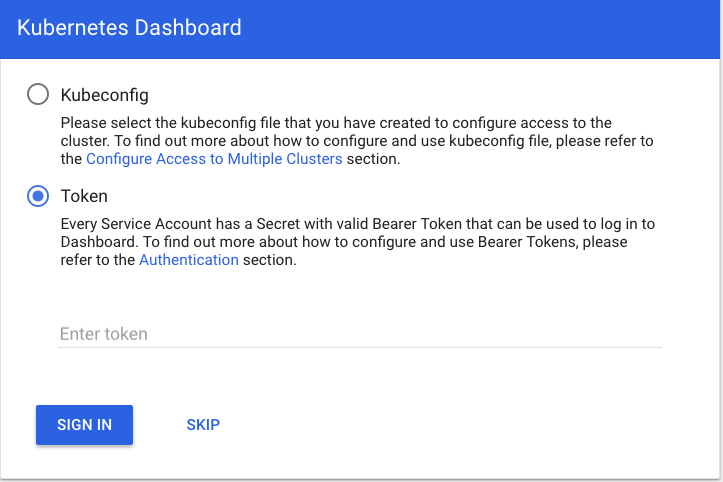 Kubernetes Dashboard
Kubeconfig
Please select the kubeconfig file that you have created to configure access to the
cluster. To find out more about how to configure and use kubeconfig file, please refer to
the Configure Access to Multiple Clusters section.
Token
Every Service Account has a Secret with valid Bearer Token that can be used to log in to
Dashboard. To find out more about how to configure and use Bearer Tokens, please
refer to the Authentication section.
Enter token
SIGN IN SKIP